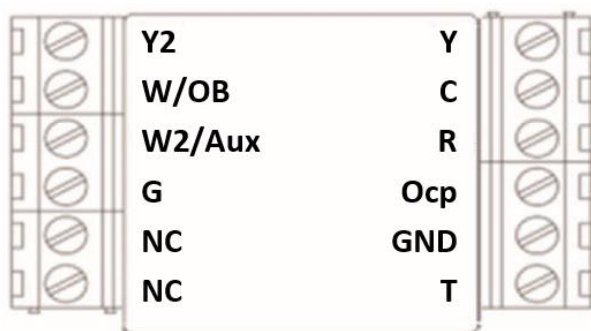 Y2 Y
W/OB C
W2/Aux R
G Ocp
NC GND
NC T